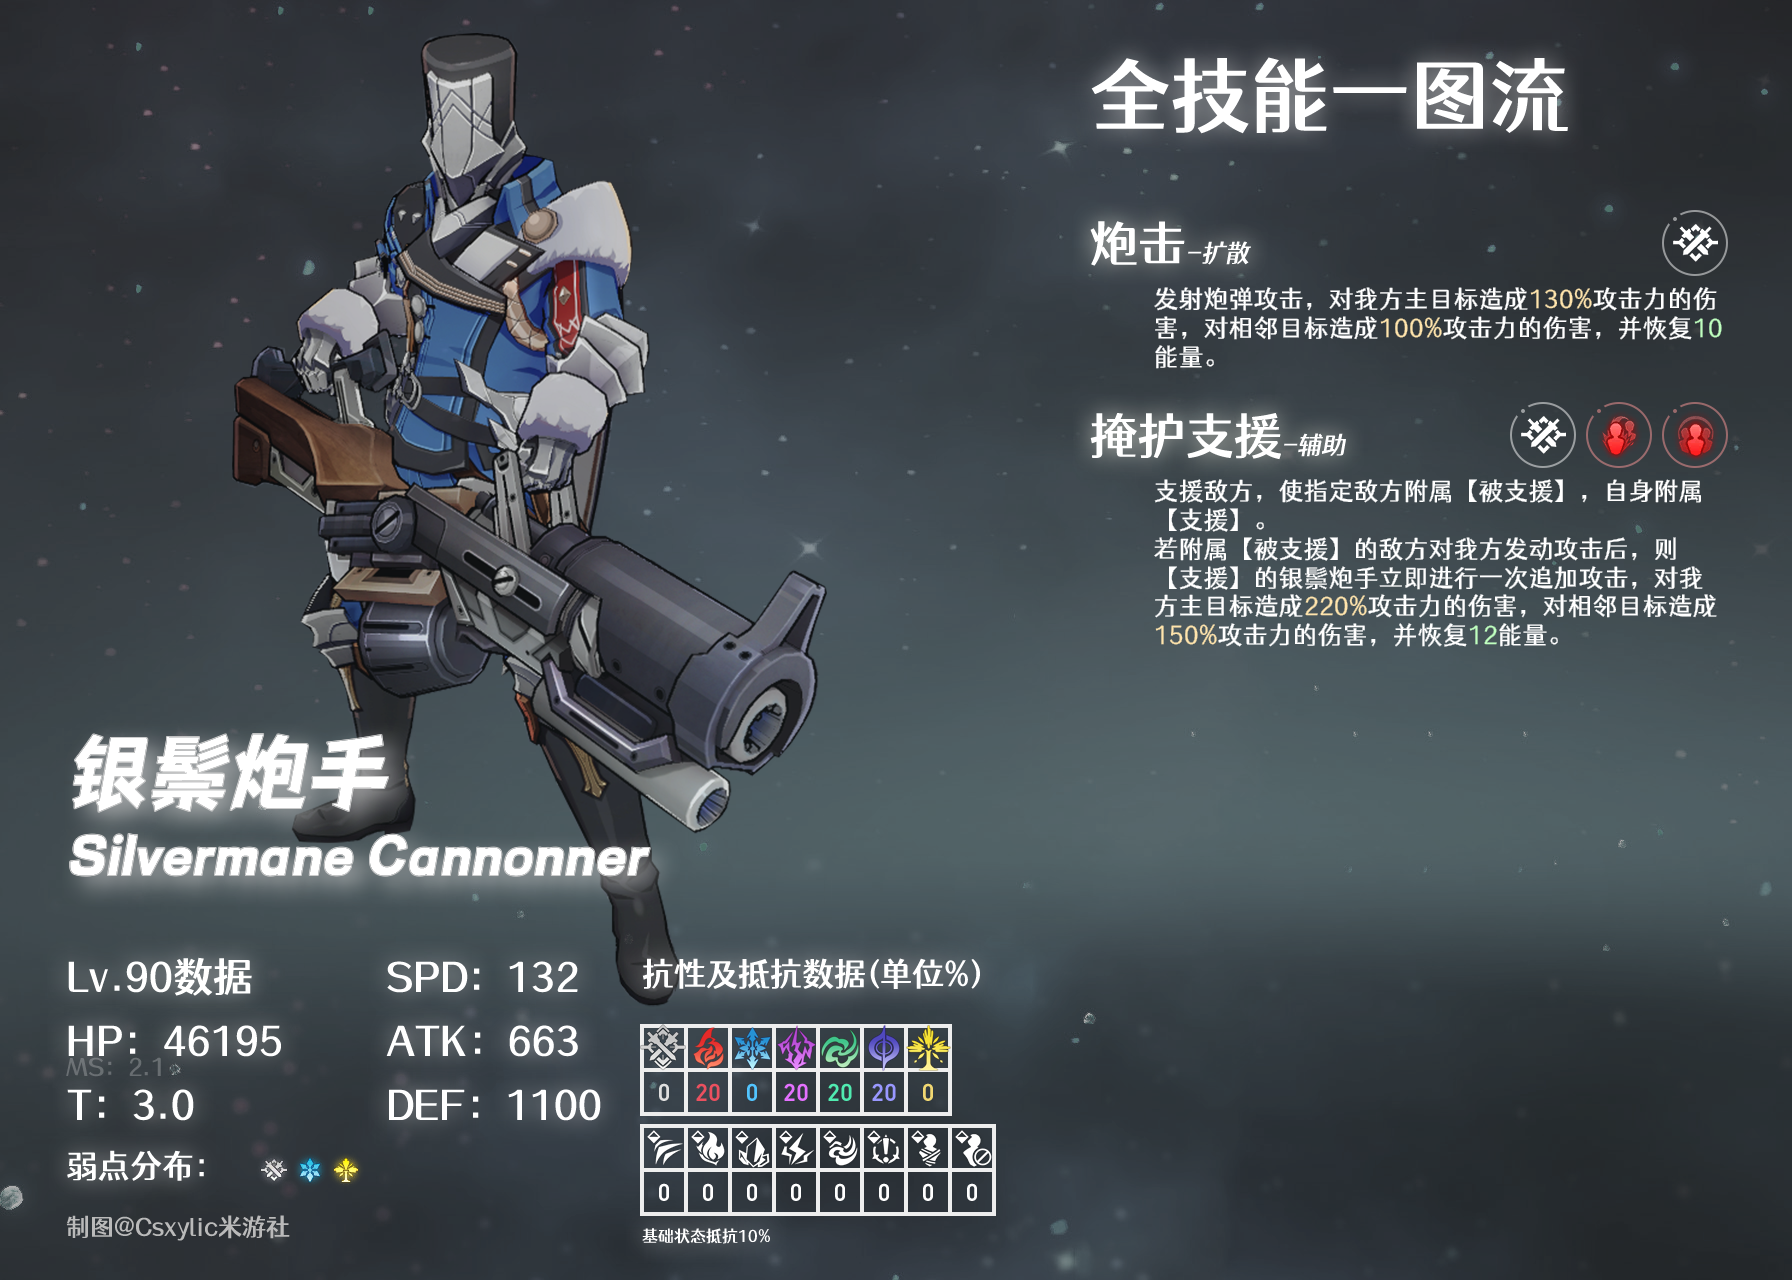 全技能一图流
炮击-扩散
发射炮弹攻击，对我方主目标造成130%攻击力的伤
害，对相邻目标造成100%攻击力的伤害，并恢复10
能量。
掩护支援-辅助
支援敌方，使指定敌方附属【被支援】，自身附属
【支援】。
若附属【被支援】的敌方对我方发动攻击后，则
【支援】的银鬃炮手立即进行一次追加攻击，对我
方主目标造成220%攻击力的伤害，对相邻目标造成
150%攻击力的伤害，并恢复12能量。
银鬃炮手
Silvermane Cannonner
Lv.90数据
SPD：132
HP：46195
ATK：663
MS：2.1
T：3.0
DEF：1100
弱点分布：
制图@Csxylic米游社
抗性及抵抗数据(单位%)
0 20 0 20 20 20 0
0 0 0 0 0 0 0 0
基础状态抵抗10%